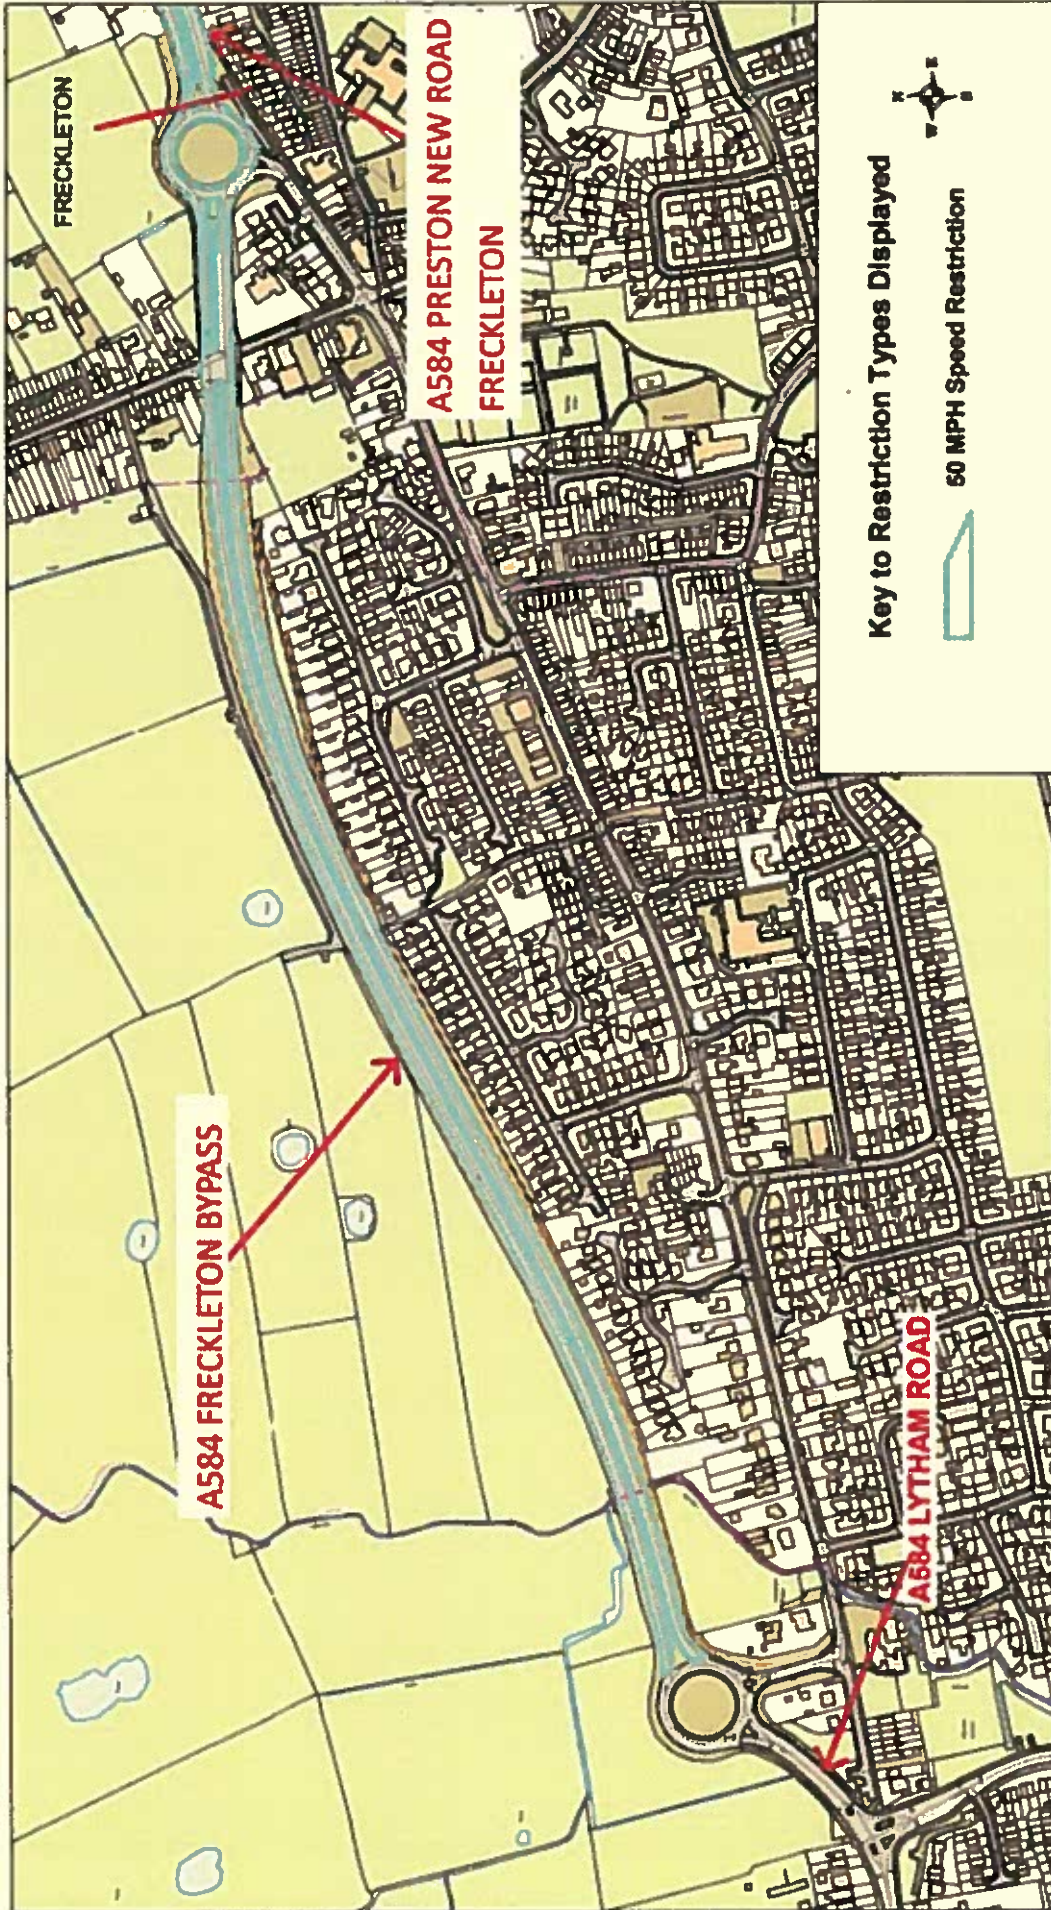 FRECKLETON
A584 PRESTON NEW ROAD
FRECKLETON
A584 FRECKLETON BYPASS
A584 LYTHAM ROAD
Key to Restriction Types Displayed
50 MPH Speed Restriction
N
W
E
S